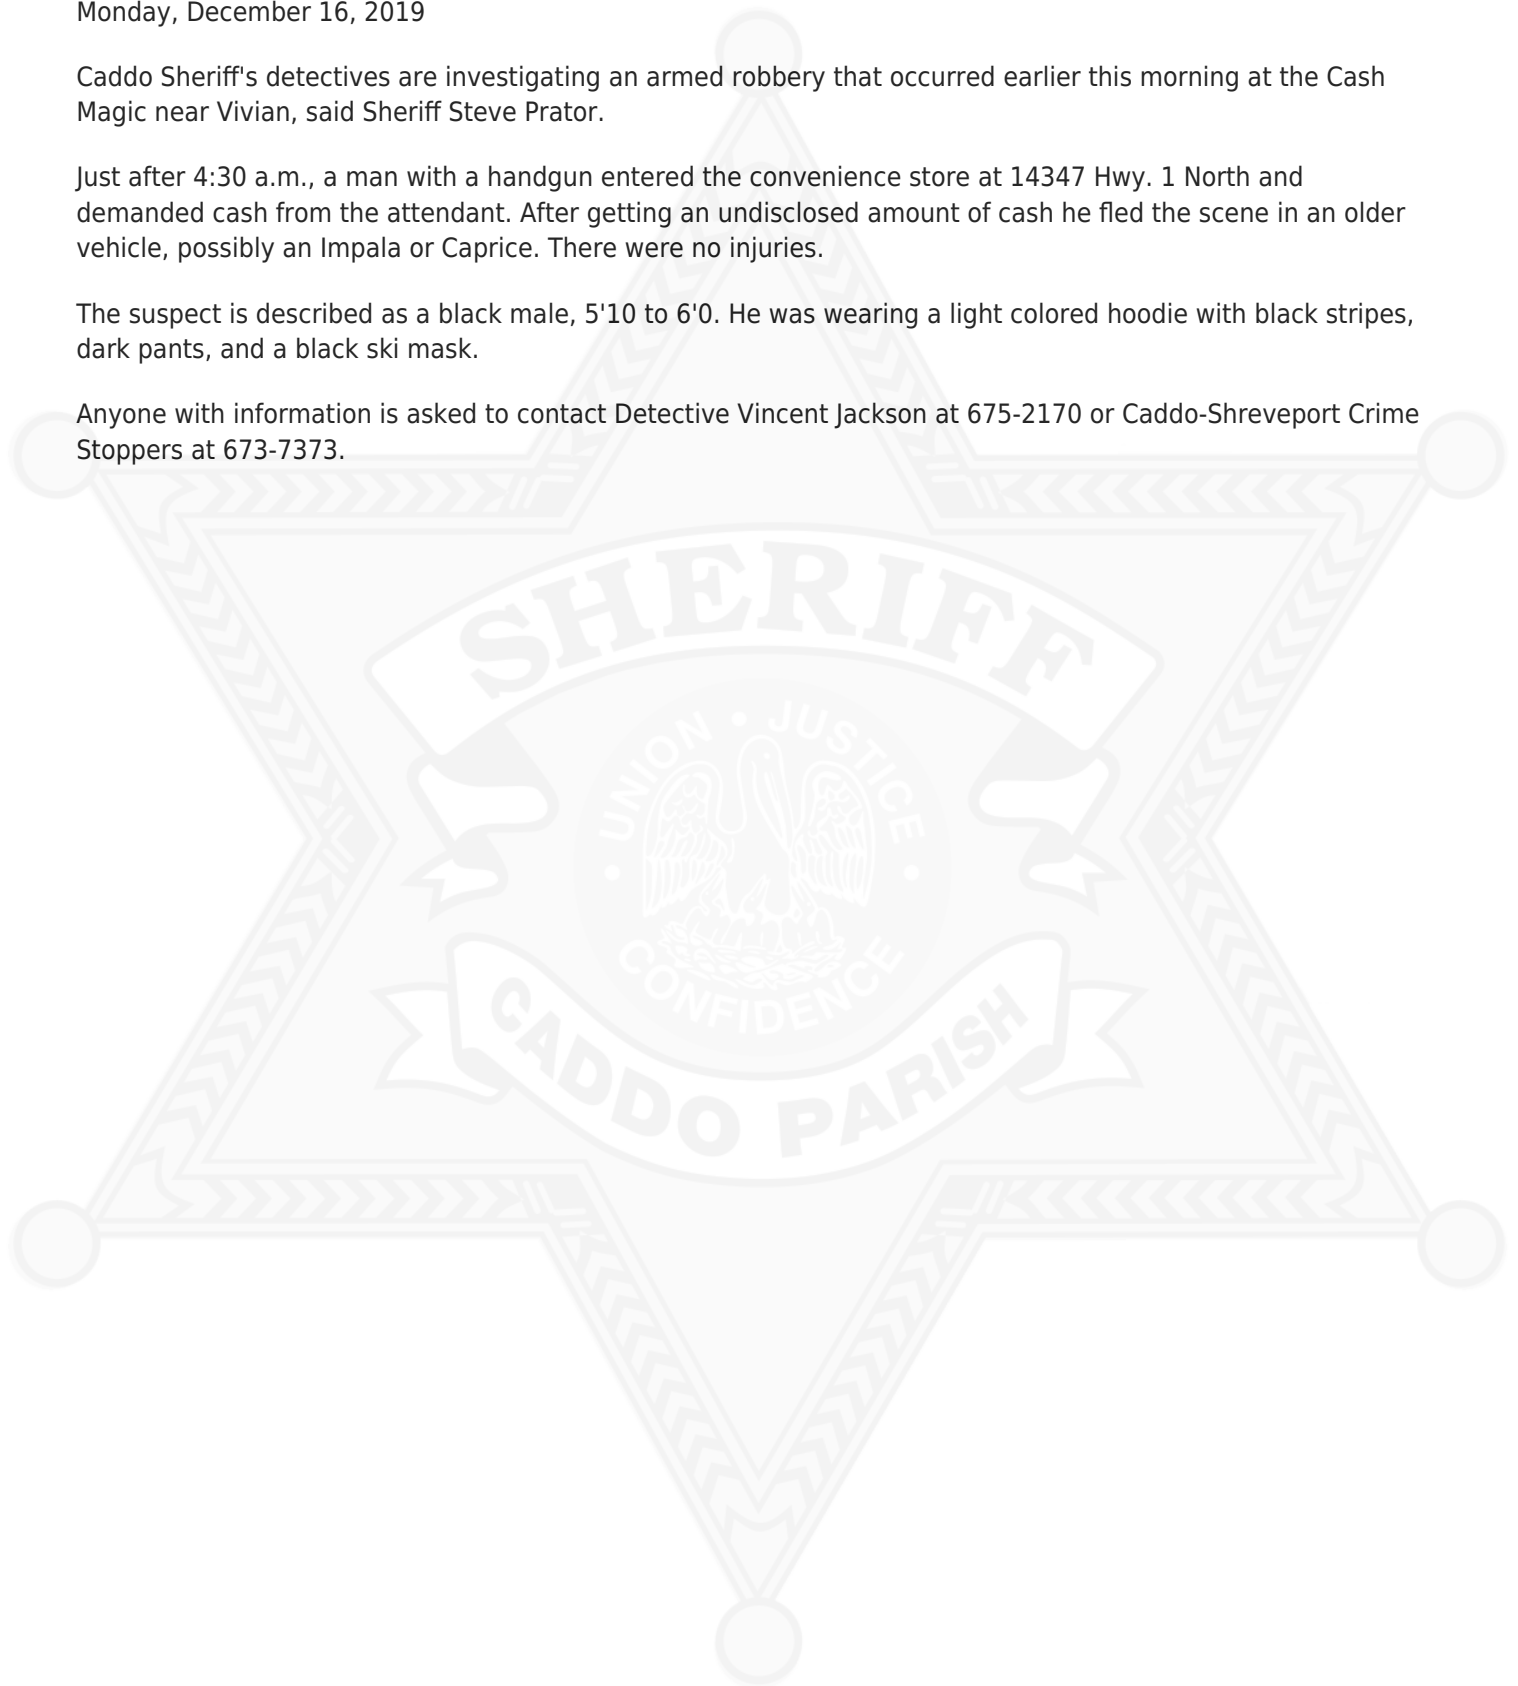 Monday, December 16, 2019
Caddo Sheriff's detectives are investigating an armed robbery that occurred earlier this morning at the Cash
Magic near Vivian, said Sheriff Steve Prator.
Just after 4:30 a.m., a man with a handgun entered the convenience store at 14347 Hwy. 1 North and
demanded cash from the attendant. After getting an undisclosed amount of cash he fled the scene in an older
vehicle, possibly an Impala or Caprice. There were no injuries.
The suspect is described as a black male, 5'10 to 6'0. He was wearing a light colored hoodie with black stripes,
dark pants, and a black ski mask.
Anyone with information is asked to contact Detective Vincent Jackson at 675-2170 or Caddo-Shreveport Crime
Stoppers at 673-7373.
SHERIFF
UNION • JUSTICE
• CONFIDENCE •
CADDO PARISH